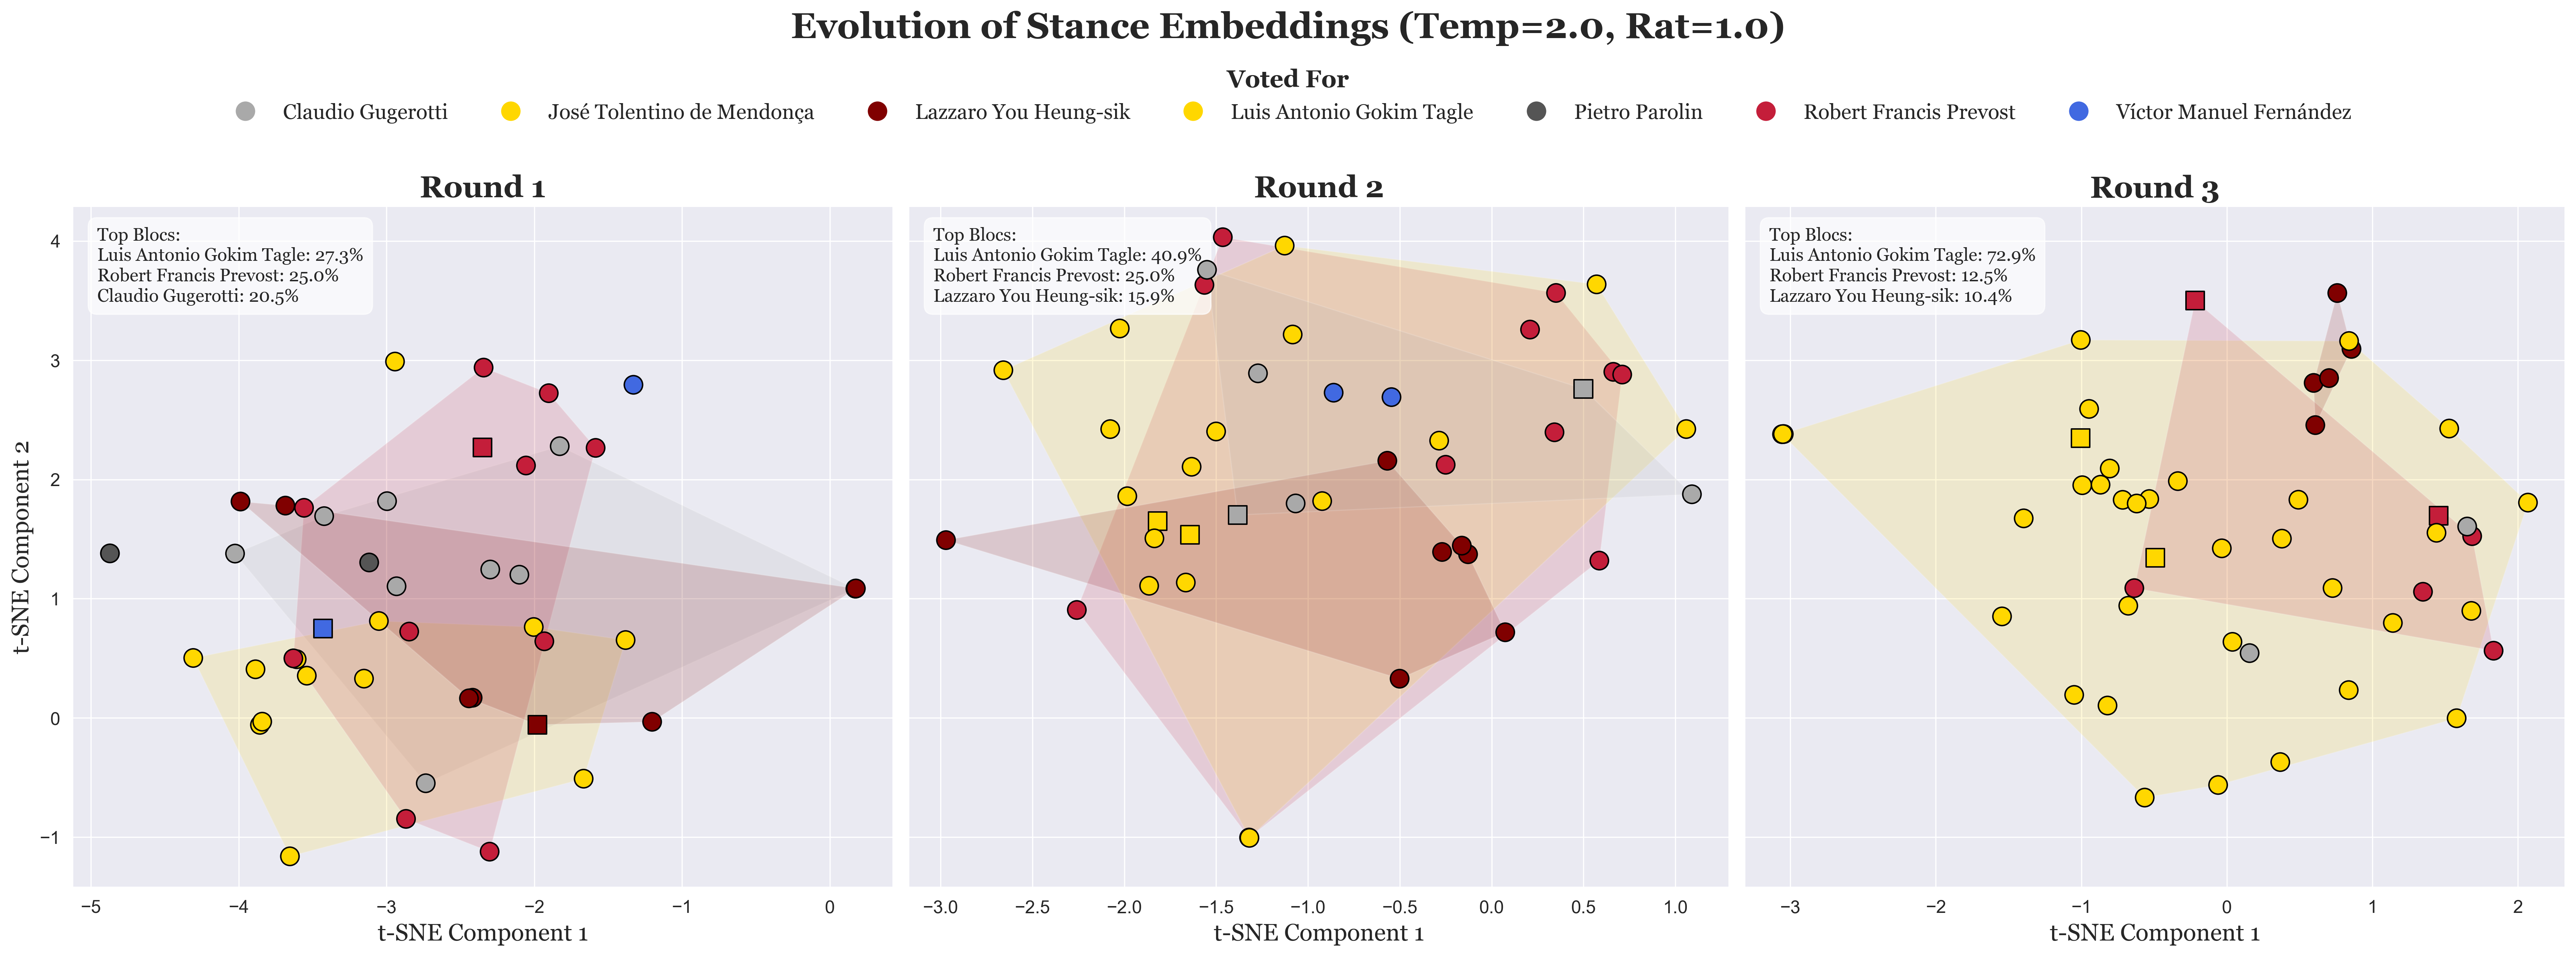 Evolution of Stance Embeddings (Temp=2.0, Rat=1.0)
Voted For
Claudio Gugerotti
José Tolentino de Mendonça
Lazzaro You Heung-sik
Luis Antonio Gokim Tagle
Pietro Parolin
Robert Francis Prevost
Víctor Manuel Fernández
Round 1
Top Blocs:
Luis Antonio Gokim Tagle: 27.3%
Robert Francis Prevost: 25.0%
Claudio Gugerotti: 20.5%
t-SNE Component 2
4
3
2
1
0
−1
−5 −4 −3 −2 −1 0
t-SNE Component 1
Round 2
Top Blocs:
Luis Antonio Gokim Tagle: 40.9%
Robert Francis Prevost: 25.0%
Lazzaro You Heung-sik: 15.9%
−3.0 −2.5 −2.0 −1.5 −1.0 −0.5 0.0 0.5 1.0
t-SNE Component 1
Round 3
Top Blocs:
Luis Antonio Gokim Tagle: 72.9%
Robert Francis Prevost: 12.5%
Lazzaro You Heung-sik: 10.4%
−3 −2 −1 0 1 2
t-SNE Component 1